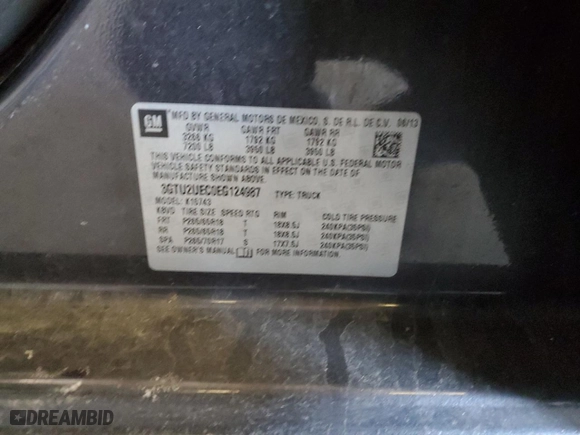 GM
MFD BY GENERAL MOTORS DE MEXICO, S. DE R.L. DE C.V. 06/13
GVWR GAWR FRT GAWR RR
3266 KG 1792 KG 1792 KG
7200 LB 3950 LB 3950 LB
THIS VEHICLE CONFORMS TO ALL APPLICABLE U.S. FEDERAL MOTOR
VEHICLE SAFETY STANDARDS IN EFFECT ON THE DATE OF
MANUFACTURE SHOWN ABOVE.
3GTU2UEC0EG124987 TYPE: TRUCK
MODEL: K15743
KBVG TIRE SIZE SPEED RTG RIM COLD TIRE PRESSURE
FRT P265/65R18 T 18X8.5J 240KPA(35PSI)
RR P265/65R18 T 18X8.5J 240KPA(35PSI)
SPA P265/70R17 S 17X7.5J 240KPA(35PSI)
SEE OWNER'S MANUAL FOR MORE INFORMATION.
DREAMBID